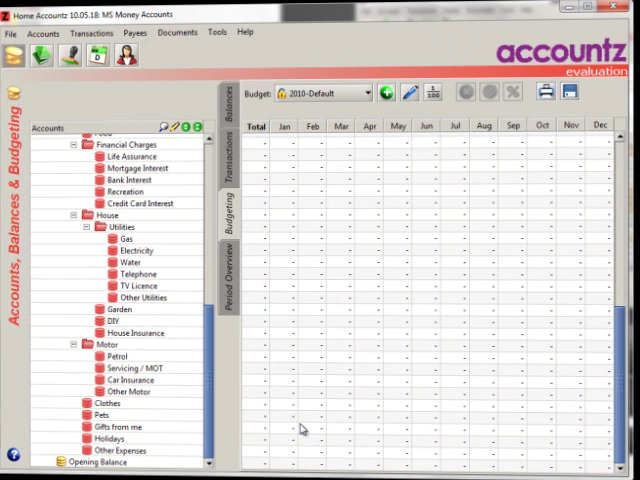 Home Accountz 10.05.18: MS Money Accounts
File Accounts Transactions Payees Documents Tools Help
accountz
evaluation
Accounts, Balances & Budgeting
Balances
Transactions
Budgeting
Period Overview
Budget: 2010-Default
1/100
%
Accounts
Total Jan Feb Mar Apr May Jun Jul Aug Sep Oct Nov Dec
Food
Financial Charges
Life Assurance
Mortgage Interest
Bank Interest
Recreation
Credit Card Interest
House
Utilities
Gas
Electricity
Water
Telephone
TV Licence
Other Utilities
Garden
DIY
House Insurance
Motor
Petrol
Servicing / MOT
Car Insurance
Other Motor
Clothes
Pets
Gifts from me
Holidays
Other Expenses
Opening Balance